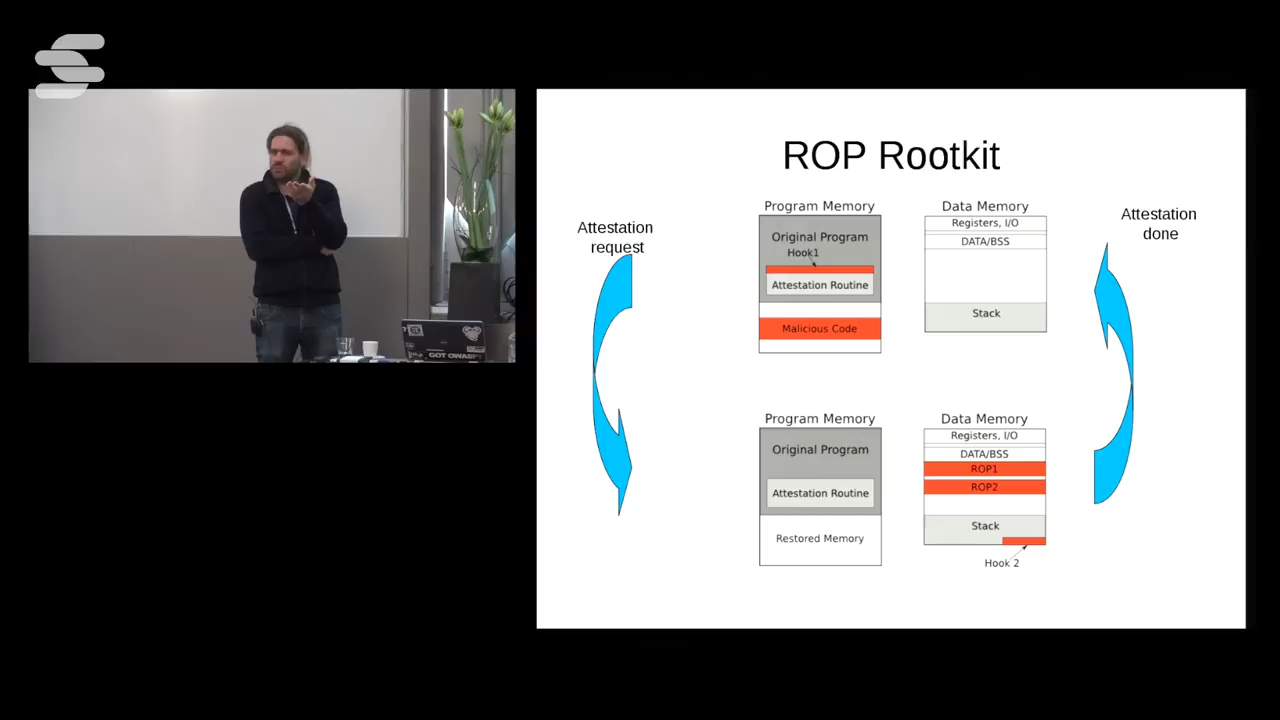 ROP Rootkit
Attestation
request
Attestation
done
Program Memory
Original Program
Hook1
Attestation Routine
Malicious Code
Data Memory
Registers, I/O
DATA/BSS
Stack
Program Memory
Original Program
Attestation Routine
Restored Memory
Data Memory
Registers, I/O
DATA/BSS
ROP1
ROP2
Stack
Hook 2
GOT OWASP